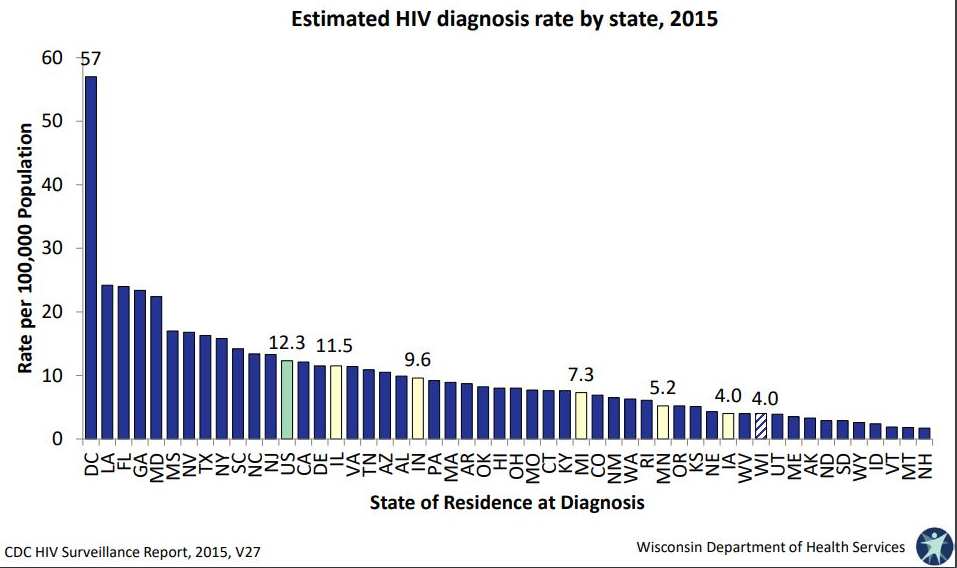 Estimated HIV diagnosis rate by state, 2015
Rate per 100,000 Population
60
50
40
30
20
10
0
57
12.3 11.5
9.6
7.3
5.2
4.0 4.0
DC LA FL GA MD MS NV TX NY SC NC NJ US CA DE IL VA TN AZ AL IN PA MA AR OK HI OH MO CT KY MI CO NM WA RI MN OR KS NE IA WV WI UT ME AK ND SD WY ID VT MT NH
State of Residence at Diagnosis
CDC HIV Surveillance Report, 2015, V27
Wisconsin Department of Health Services